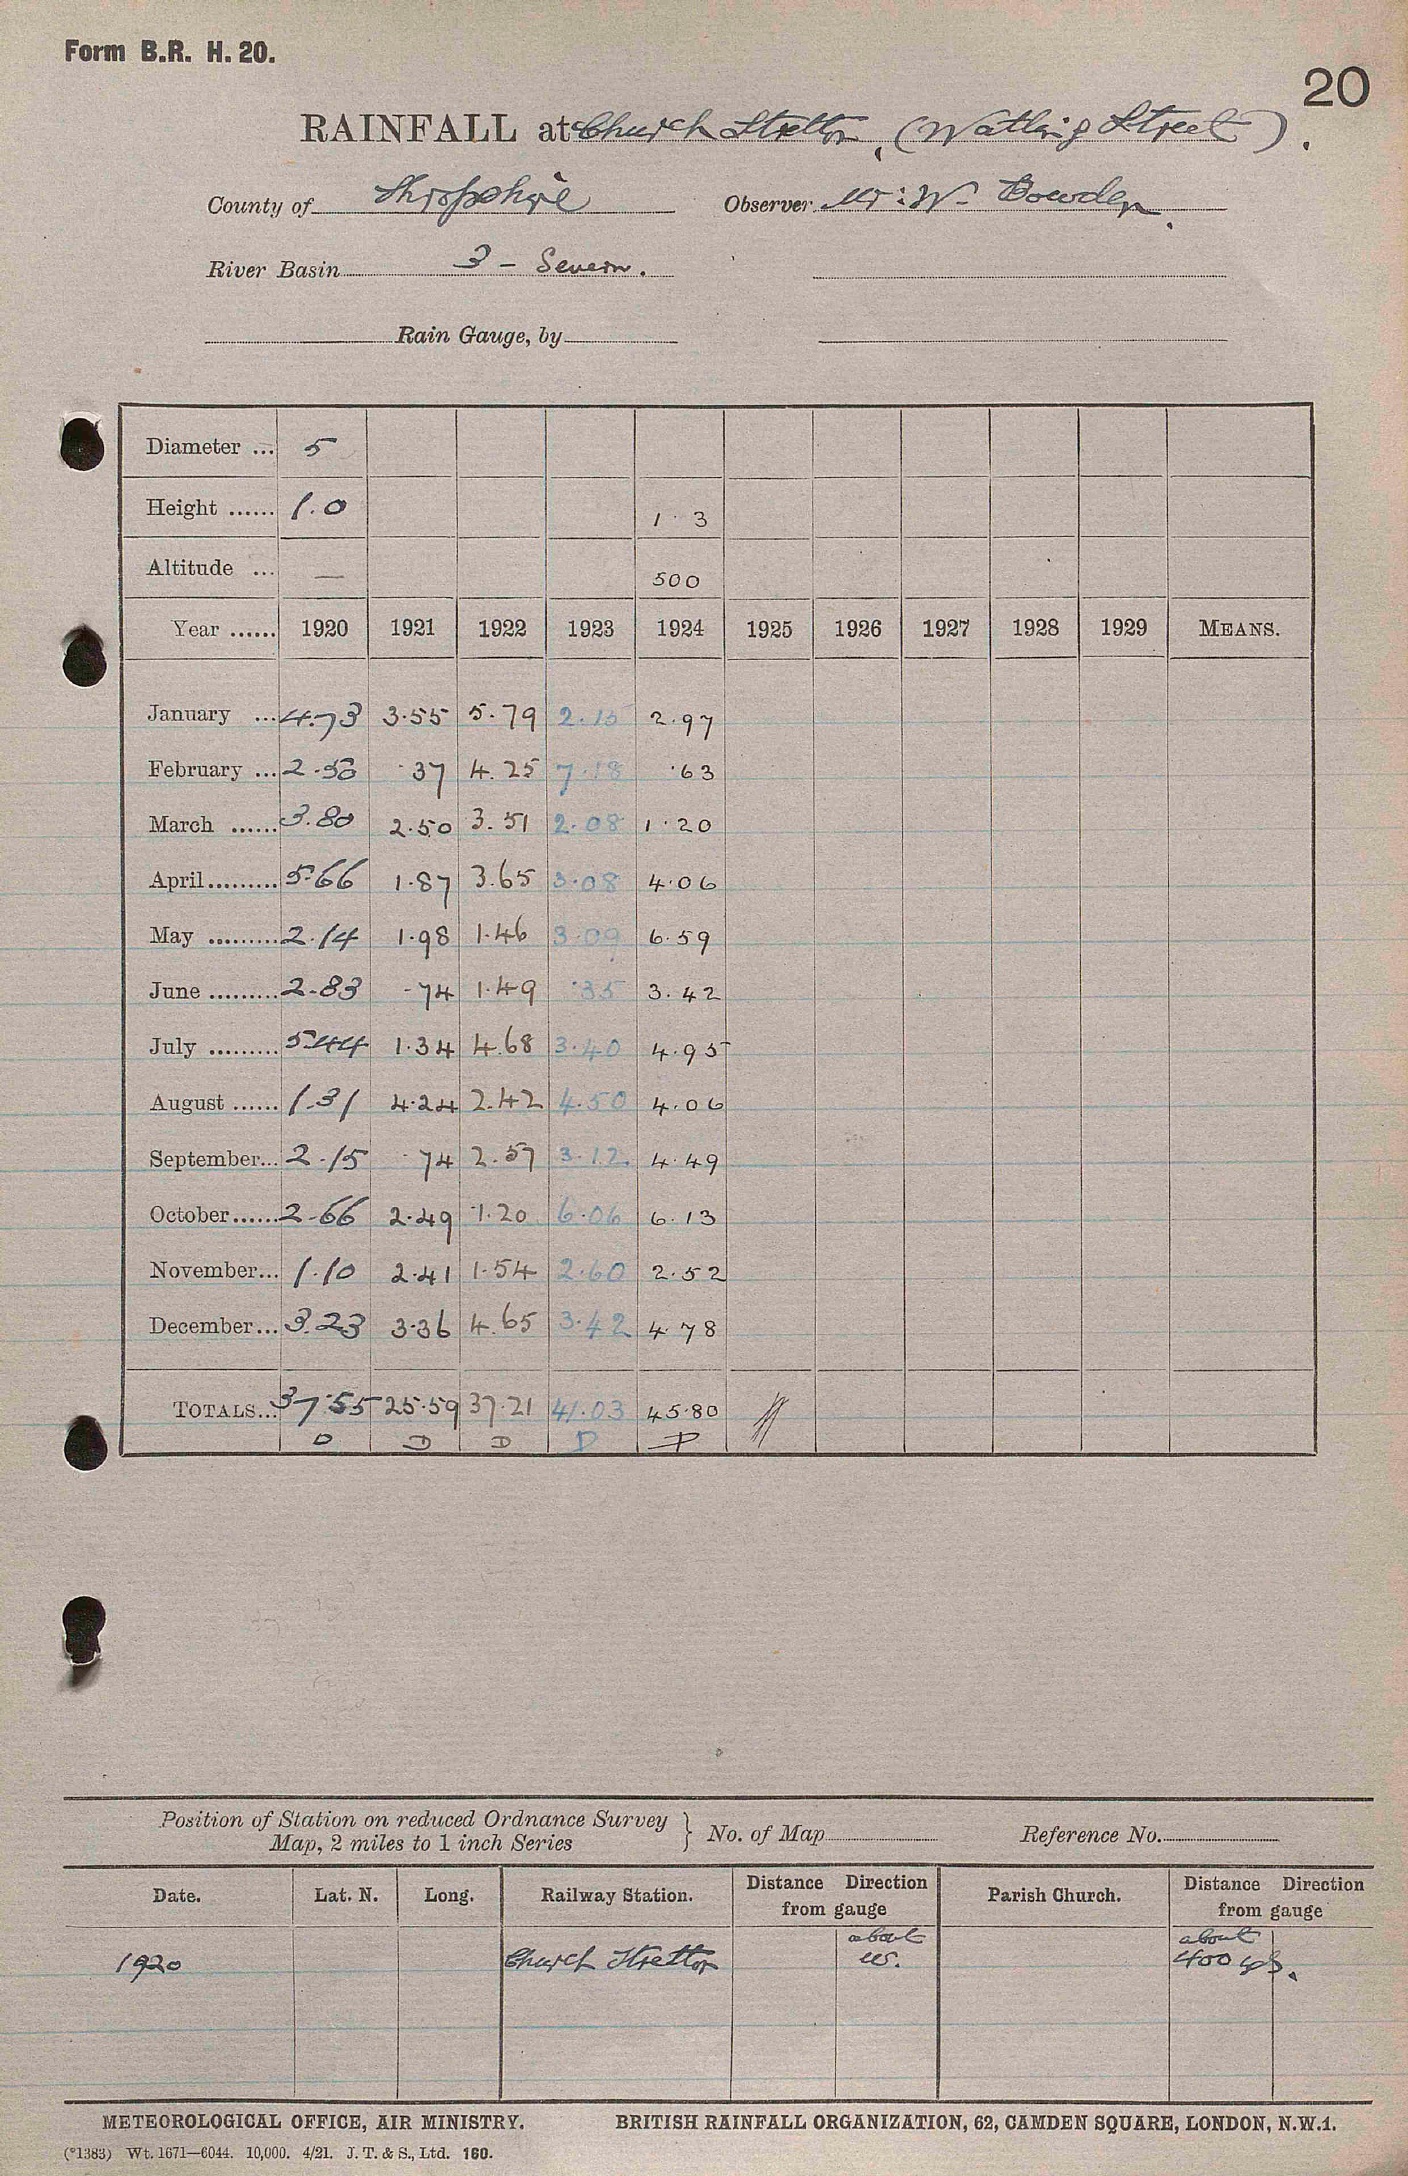 Form B.R. H. 20.
20
RAINFALL at Church Stretton, (Watling Street).
County of Shropshire Observer Mr. W. Bowden.
River Basin 3 - Severn.
Rain Gauge, by
Diameter ... 5
Height ...... 1.0 1 3
Altitude ... — 500
Year ...... 1920 1921 1922 1923 1924 1925 1926 1927 1928 1929 MEANS.
January ... 4.73 3.55 5.79 2.15 2.97
February ... 2.50 .37 4.25 7.18 .63
March ...... 3.80 2.50 3.51 2.08 1.20
April ......... 5.66 1.87 3.65 3.08 4.06
May ......... 2.14 1.98 1.46 3.09 6.59
June ......... 2.83 .74 1.49 .35 3.42
July ......... 5.44 1.34 4.68 3.40 4.95
August ...... 1.31 4.24 2.42 4.50 4.06
September... 2.15 .74 2.57 3.12 4.49
October...... 2.66 2.49 1.20 6.06 6.13
November... 1.10 2.41 1.54 2.60 2.52
December... 3.23 3.36 4.65 3.42 4.78
TOTALS... 37.55 25.59 37.21 41.03 45.80
D D D D
Position of Station on reduced Ordnance Survey
Map, 2 miles to 1 inch Series } No. of Map Reference No.
Date. Lat. N. Long. Railway Station. Distance Direction from gauge Parish Church. Distance Direction from gauge
about about
1920 Church Stretton W. 400 yds.
METEOROLOGICAL OFFICE, AIR MINISTRY. BRITISH RAINFALL ORGANIZATION, 62, CAMDEN SQUARE, LONDON, N.W.1.
(*1383) Wt. 1671—6044. 10,000. 4/21. J. T. & S., Ltd. 160.